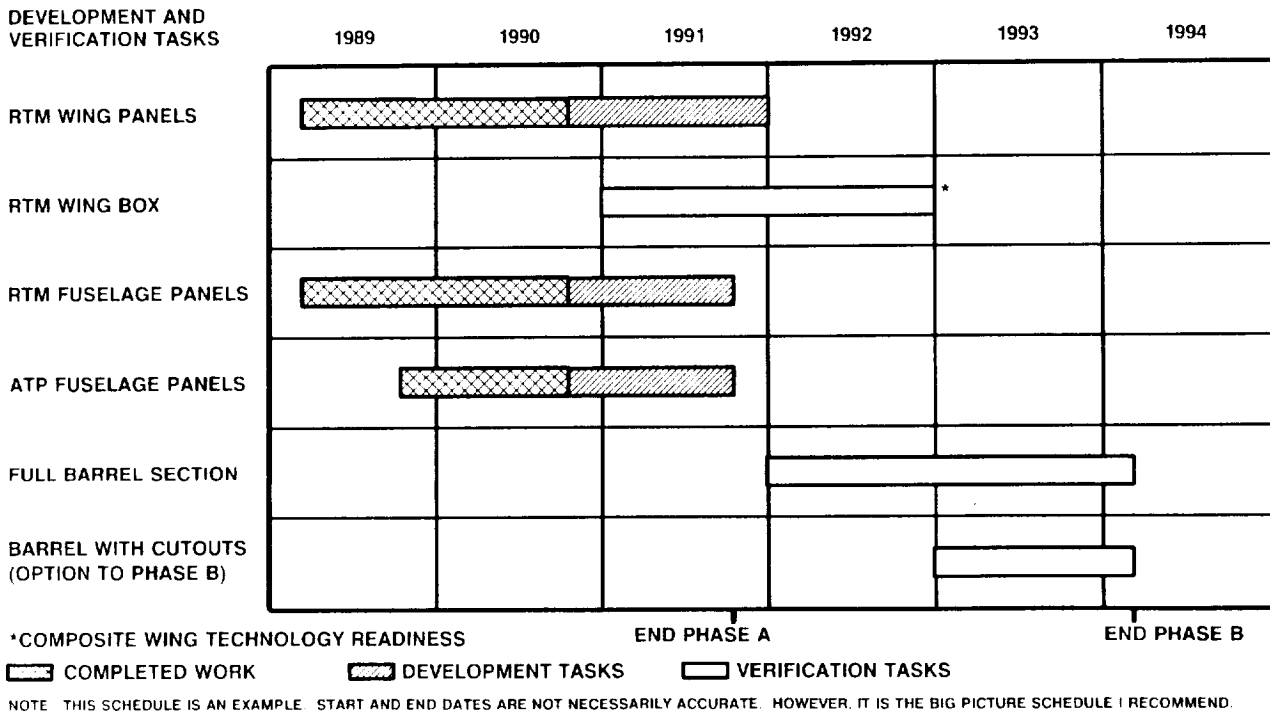 DEVELOPMENT AND
VERIFICATION TASKS
1989 1990 1991 1992 1993 1994
RTM WING PANELS
RTM WING BOX *
RTM FUSELAGE PANELS
ATP FUSELAGE PANELS
FULL BARREL SECTION
BARREL WITH CUTOUTS
(OPTION TO PHASE B)
*COMPOSITE WING TECHNOLOGY READINESS END PHASE A END PHASE B
COMPLETED WORK DEVELOPMENT TASKS VERIFICATION TASKS
NOTE THIS SCHEDULE IS AN EXAMPLE. START AND END DATES ARE NOT NECESSARILY ACCURATE. HOWEVER, IT IS THE BIG PICTURE SCHEDULE I RECOMMEND.